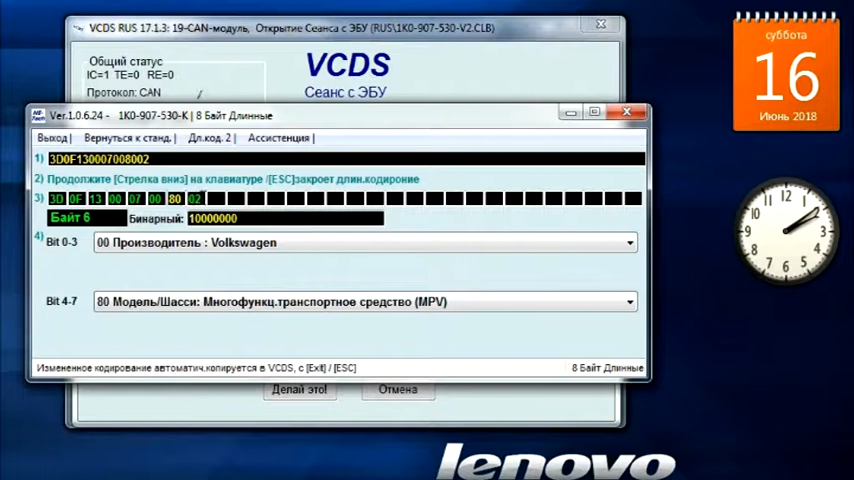 VCDS RUS 17.1.3: 19-CAN-модуль, Открытие Сеанса с ЭБУ (RUS\1K0-907-530-V2.CLB)
Общий статус
IC=1 TE=0 RE=0
Протокол: CAN
VCDS
Сеанс с ЭБУ
Ver.1.0.6.24 - 1K0-907-530-K | 8 Байт Длинные
Выход| Вернуться к станд. | Дл.код. 2 | Ассистенция |
1) 3D0F130007008002
2) Продолжите [Стрелка вниз] на клавиатуре /[ESC]закроет длин.кодироние
3) 3D 0F 13 00 07 00 80 02
Байт 6 Бинарный: 10000000
4) Bit 0-3 00 Производитель : Volkswagen
Bit 4-7 80 Модель/Шасси: Многофункц.транспортное средство (MPV)
Измененное кодирование автоматич.копируется в VCDS, с [Exit] / [ESC] 8 Байт Длинные
Делай это! Отмена
lenovo
суббота
16
Июнь 2018
12
1
2
3
4
5
6
7
8
9
10
11